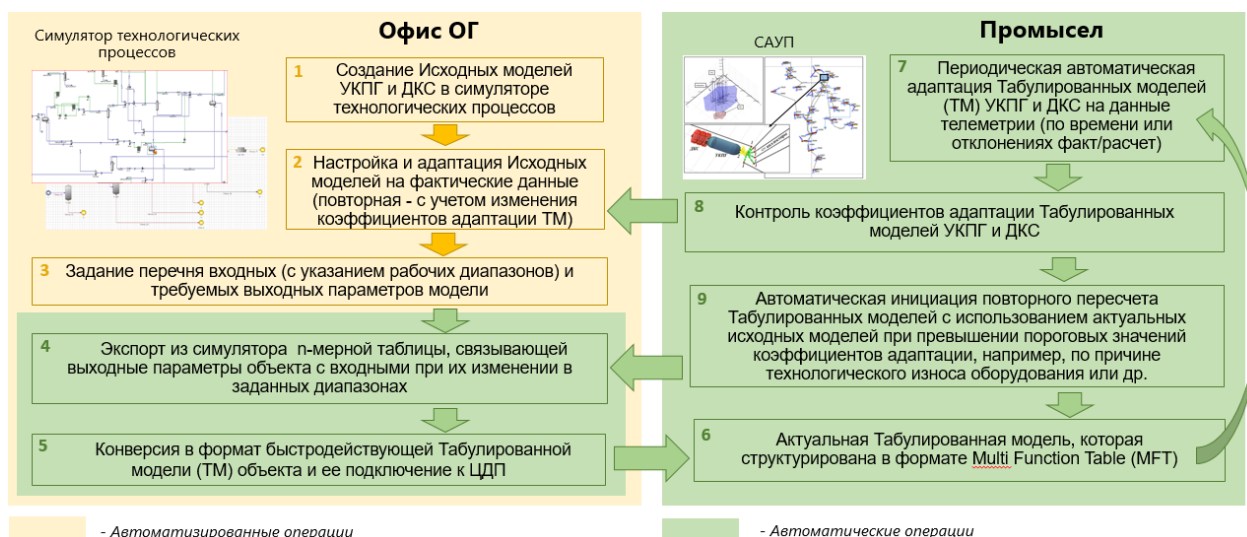 Офис ОГ
Симулятор технологических
процессов
1
Создание Исходных моделей
УКПГ и ДКС в симуляторе
технологических процессов
2
Настройка и адаптация Исходных
моделей на фактические данные
(повторная - с учетом изменения
коэффициентов адаптации ТМ)
3
Задание перечня входных (с указанием рабочих диапазонов) и
требуемых выходных параметров модели
4
Экспорт из симулятора n-мерной таблицы, связывающей
выходные параметры объекта с входными при их изменении в
заданных диапазонах
5
Конверсия в формат быстродействующей Табулированной
модели (ТМ) объекта и ее подключение к ЦДП
- Автоматизированные операции
Промысел
САУП
7
Периодическая автоматическая
адаптация Табулированных моделей
(ТМ) УКПГ и ДКС на данные
телеметрии (по времени или
отклонениях факт/расчет)
8
Контроль коэффициентов адаптации Табулированных
моделей УКПГ и ДКС
9
Автоматическая инициация повторного пересчета
Табулированных моделей с использованием актуальных
исходных моделей при превышении пороговых значений
коэффициентов адаптации, например, по причине
технологического износа оборудования или др.
6
Актуальная Табулированная модель, которая
структурирована в формате Multi Function Table (MFT)
- Автоматические операции